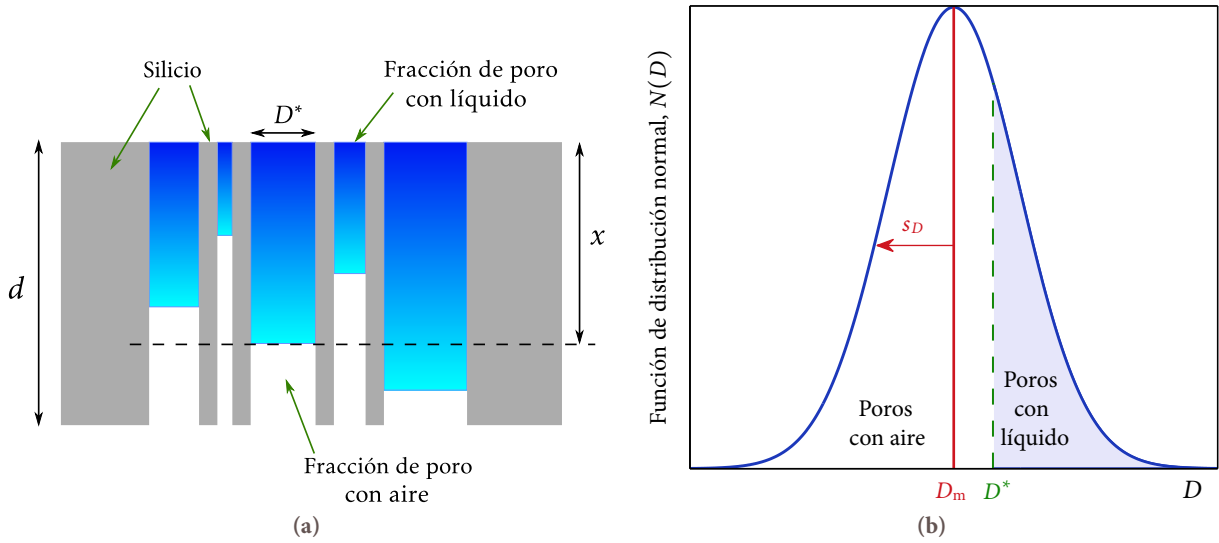 Silicio
Fracción de poro
con líquido
D*
d
x
Fracción de poro
con aire
(a)
Función de distribución normal, N(D)
s_D
Poros
con aire
Poros
con
líquido
D_m
D*
D
(b)